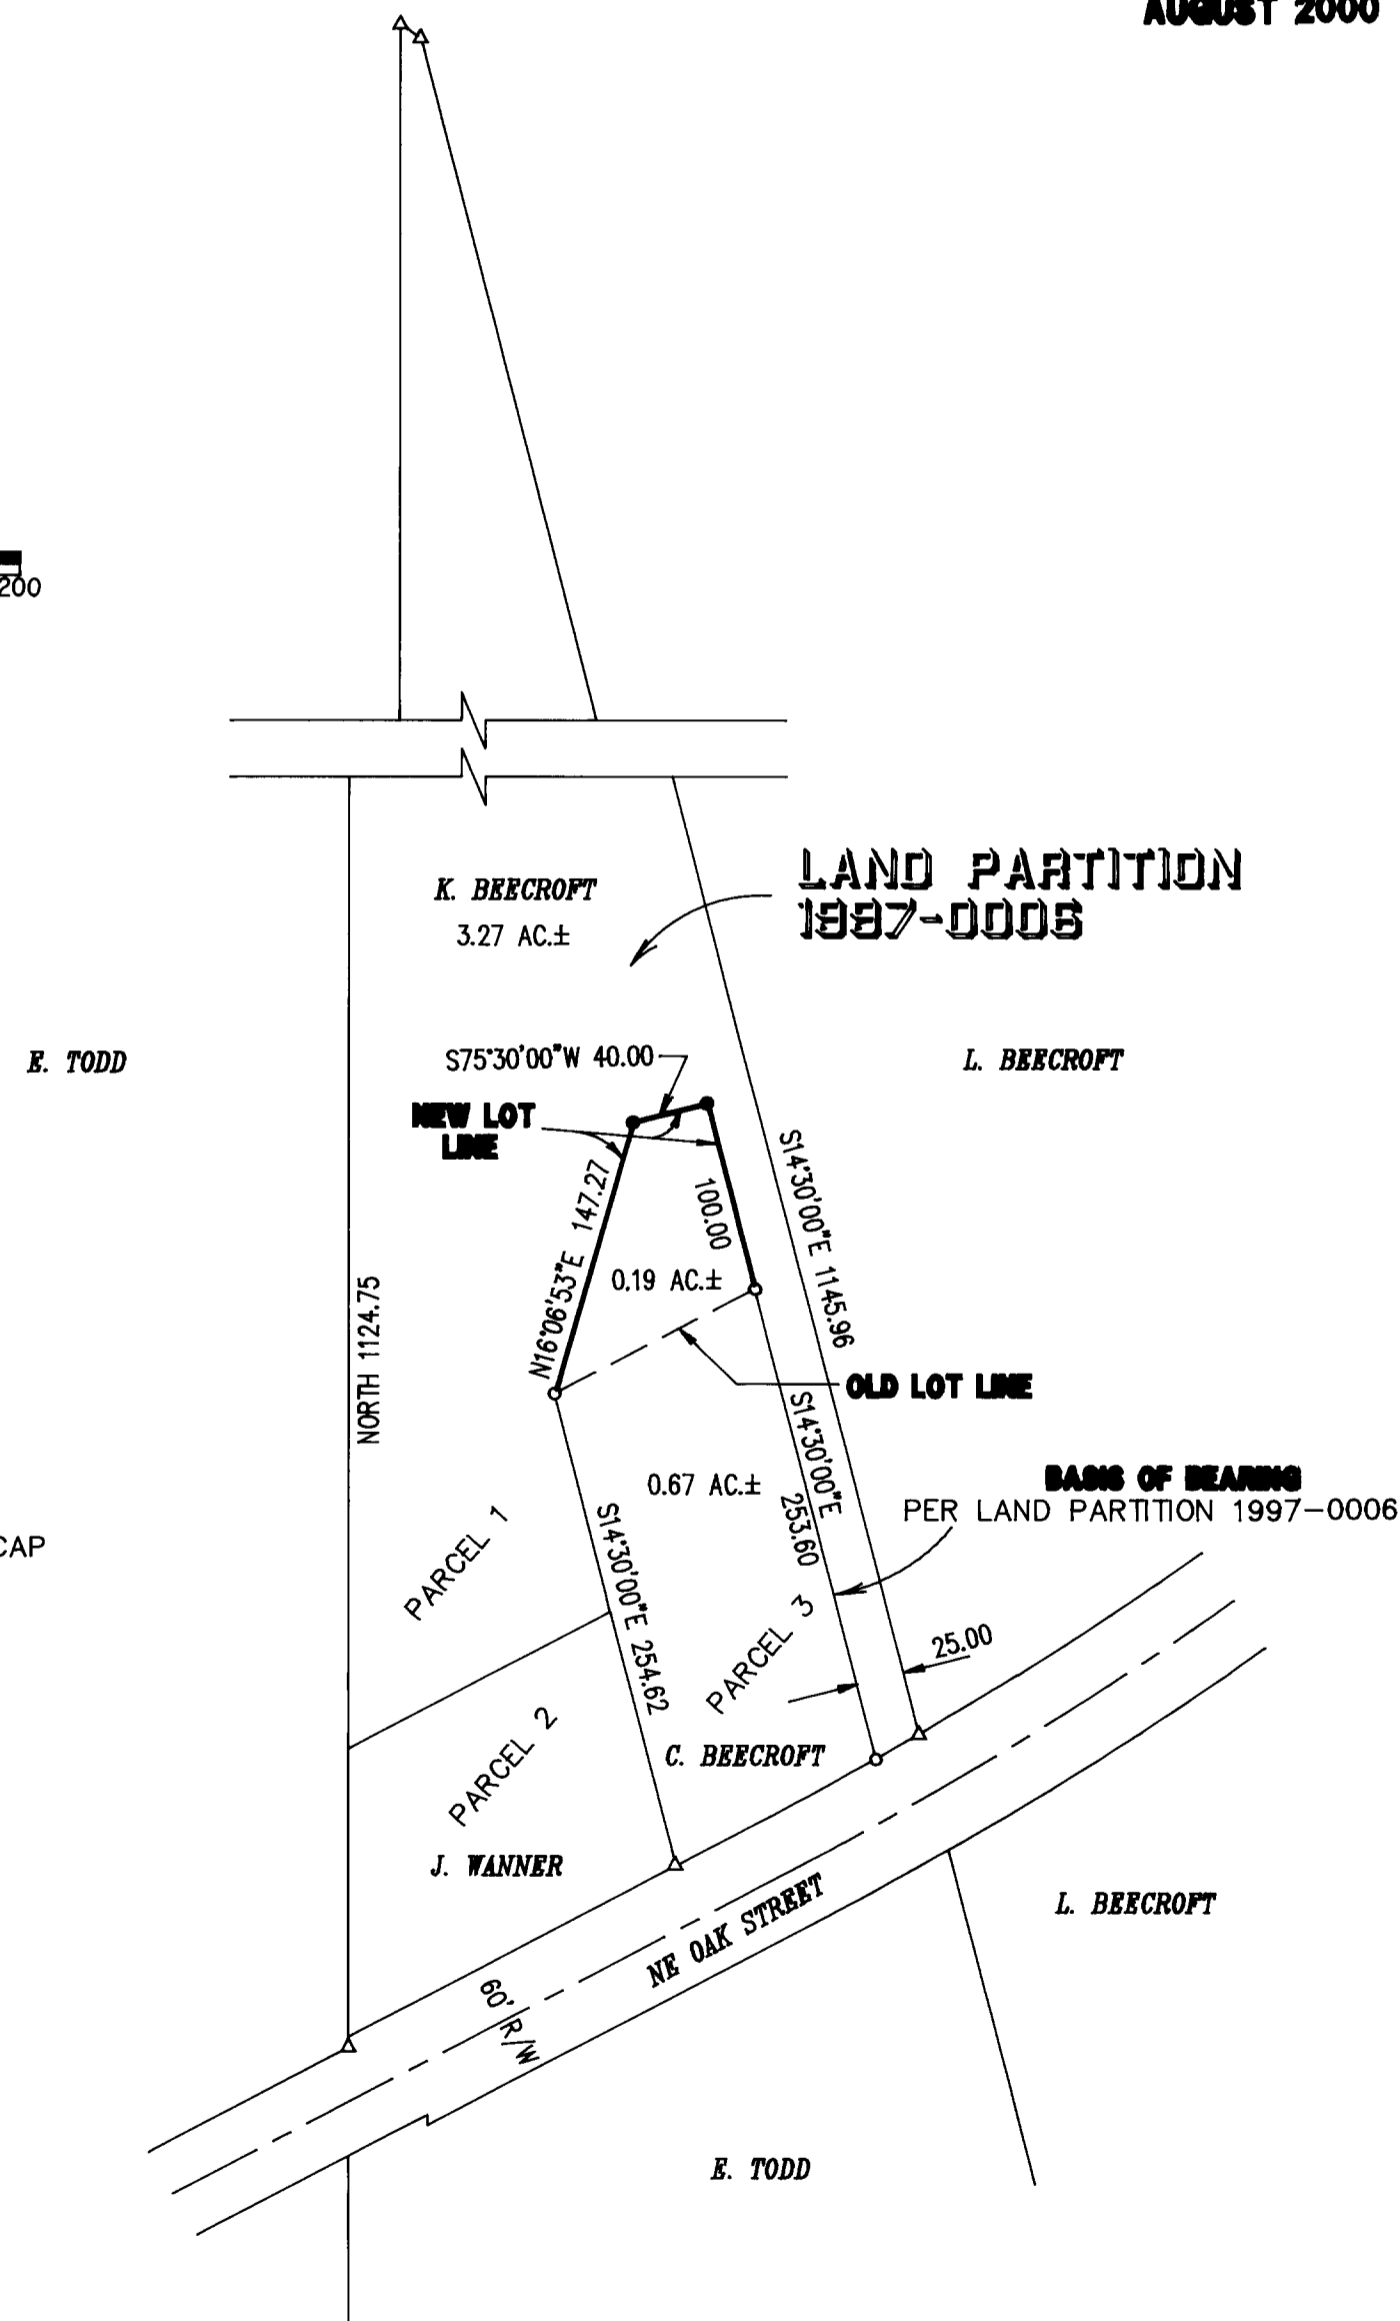 AUGUST 2000
200
K. BEECROFT
3.27 AC.±
LAND PARTITION
1997-0006
E. TODD
S75°30'00"W 40.00
L. BEECROFT
NEW LOT
LINE
N16°06'53"E 147.27
100.00
S14°30'00"E 1145.96
0.19 AC.±
NORTH 1124.75
OLD LOT LINE
S14°30'00"E
253.60
0.67 AC.±
BASIS OF BEARING
PER LAND PARTITION 1997-0006
CAP
PARCEL 1
S14°30'00"E 254.62
PARCEL 3
25.00
PARCEL 2
C. BEECROFT
J. WANNER
NE OAK STREET
L. BEECROFT
60' R/W
E. TODD